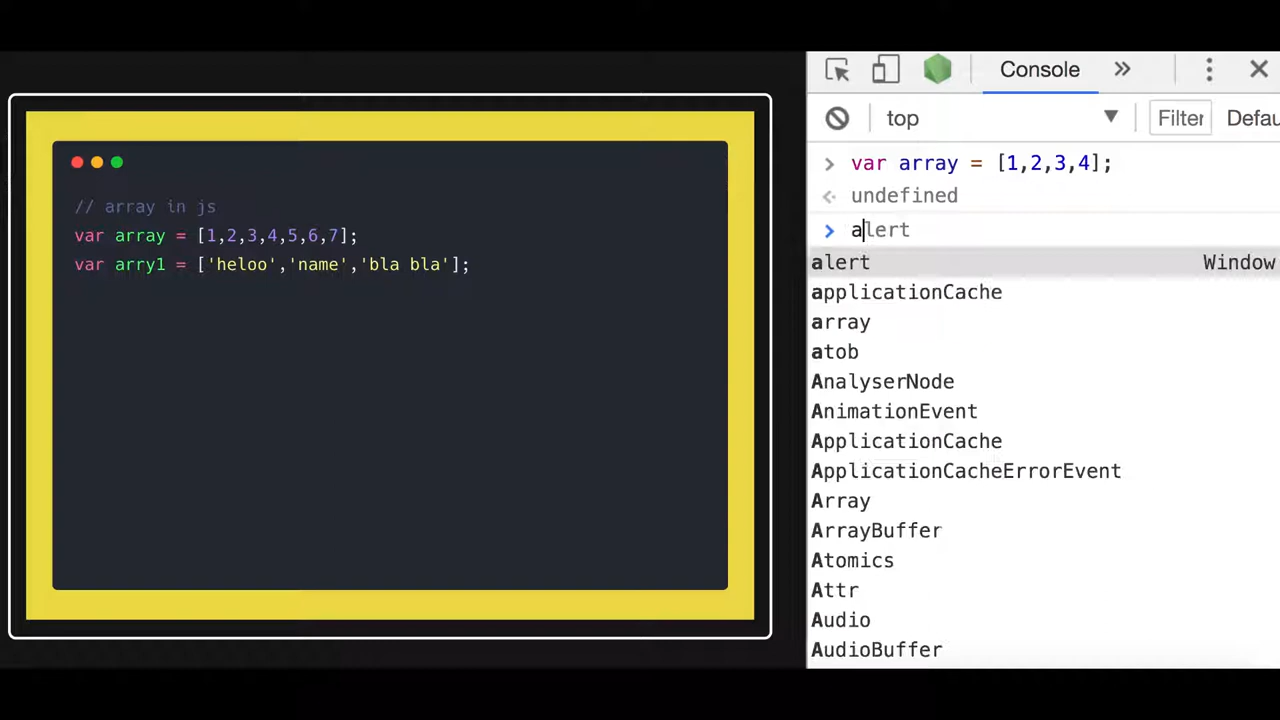 // array in js
var array = [1,2,3,4,5,6,7];
var arry1 = ['heloo','name','bla bla'];
Console
top Filter Defau
> var array = [1,2,3,4];
undefined
> alert
alert Window
applicationCache
array
atob
AnalyserNode
AnimationEvent
ApplicationCache
ApplicationCacheErrorEvent
Array
ArrayBuffer
Atomics
Attr
Audio
AudioBuffer